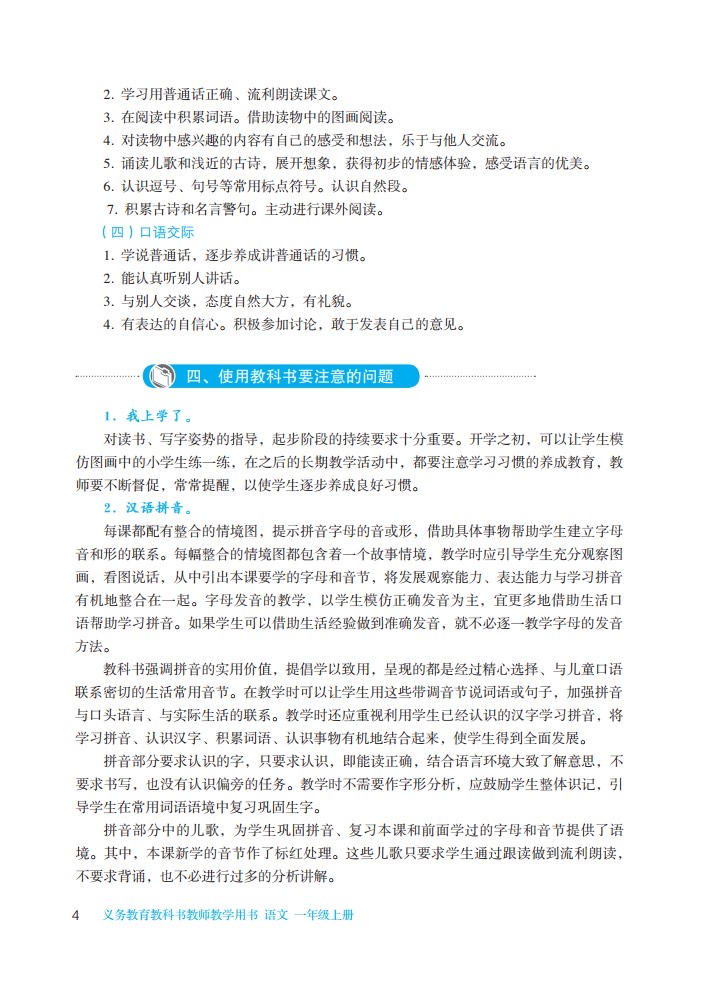 2. 学习用普通话正确、流利朗读课文。
3. 在阅读中积累词语。借助读物中的图画阅读。
4. 对读物中感兴趣的内容有自己的感受和想法，乐于与他人交流。
5. 诵读儿歌和浅近的古诗，展开想象，获得初步的情感体验，感受语言的优美。
6. 认识逗号、句号等常用标点符号。认识自然段。
7. 积累古诗和名言警句。主动进行课外阅读。
（四）口语交际
1. 学说普通话，逐步养成讲普通话的习惯。
2. 能认真听别人讲话。
3. 与别人交谈，态度自然大方，有礼貌。
4. 有表达的自信心。积极参加讨论，敢于发表自己的意见。
四、使用教科书要注意的问题
1. 我上学了。
对读书、写字姿势的指导，起步阶段的持续要求十分重要。开学之初，可以让学生模
仿图画中的小学生练一练，在之后的长期教学活动中，都要注意学习习惯的养成教育，教
师要不断督促，常常提醒，以使学生逐步养成良好习惯。
2. 汉语拼音。
每课都配有整合的情境图，提示拼音字母的音或形，借助具体事物帮助学生建立字母
音和形的联系。每幅整合的情境图都包含着一个故事情境，教学时应引导学生充分观察图
画，看图说话，从中引出本课要学的字母和音节，将发展观察能力、表达能力与学习拼音
有机地整合在一起。字母发音的教学，以学生模仿正确发音为主，宜更多地借助生活口
语帮助学习拼音。如果学生可以借助生活经验做到准确发音，就不必逐一教学字母的发音
方法。
教科书强调拼音的实用价值，提倡学以致用，呈现的都是经过精心选择、与儿童口语
联系密切的生活常用音节。在教学时可以让学生用这些带调音节说词语或句子，加强拼音
与口头语言、与实际生活的联系。教学时还应重视利用学生已经认识的汉字学习拼音，将
学习拼音、认识汉字、积累词语、认识事物有机地结合起来，使学生得到全面发展。
拼音部分要求认识的字，只要求认识，即能读正确，结合语言环境大致了解意思，不
要求书写，也没有认识偏旁的任务。教学时不需要作字形分析，应鼓励学生整体识记，引
导学生在常用词语语境中复习巩固生字。
拼音部分中的儿歌，为学生巩固拼音、复习本课和前面学过的字母和音节提供了语
境。其中，本课新学的音节作了标红处理。这些儿歌只要求学生通过跟读做到流利朗读，
不要求背诵，也不必进行过多的分析讲解。
4 义务教育教科书教师教学用书 语文 一年级上册